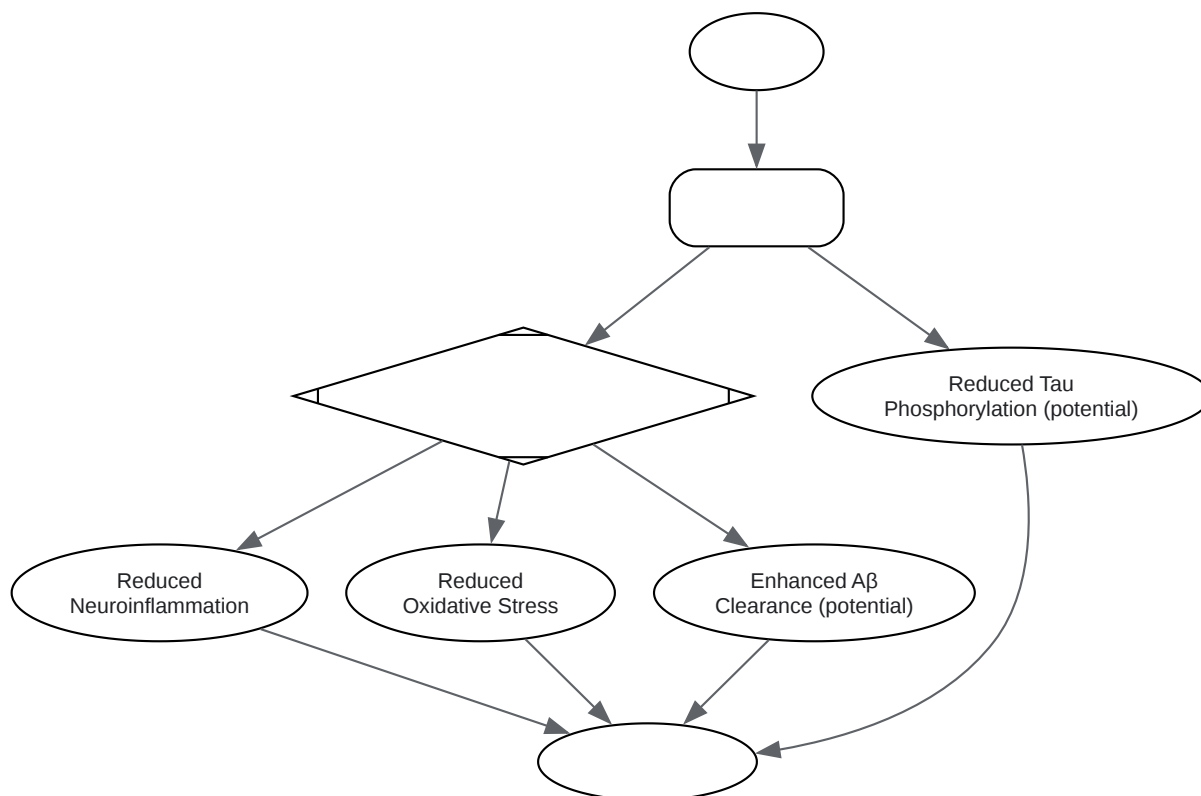 Reduced Tau
Phosphorylation (potential)
Reduced
Neuroinflammation
Reduced
Oxidative Stress
Enhanced Aβ
Clearance (potential)